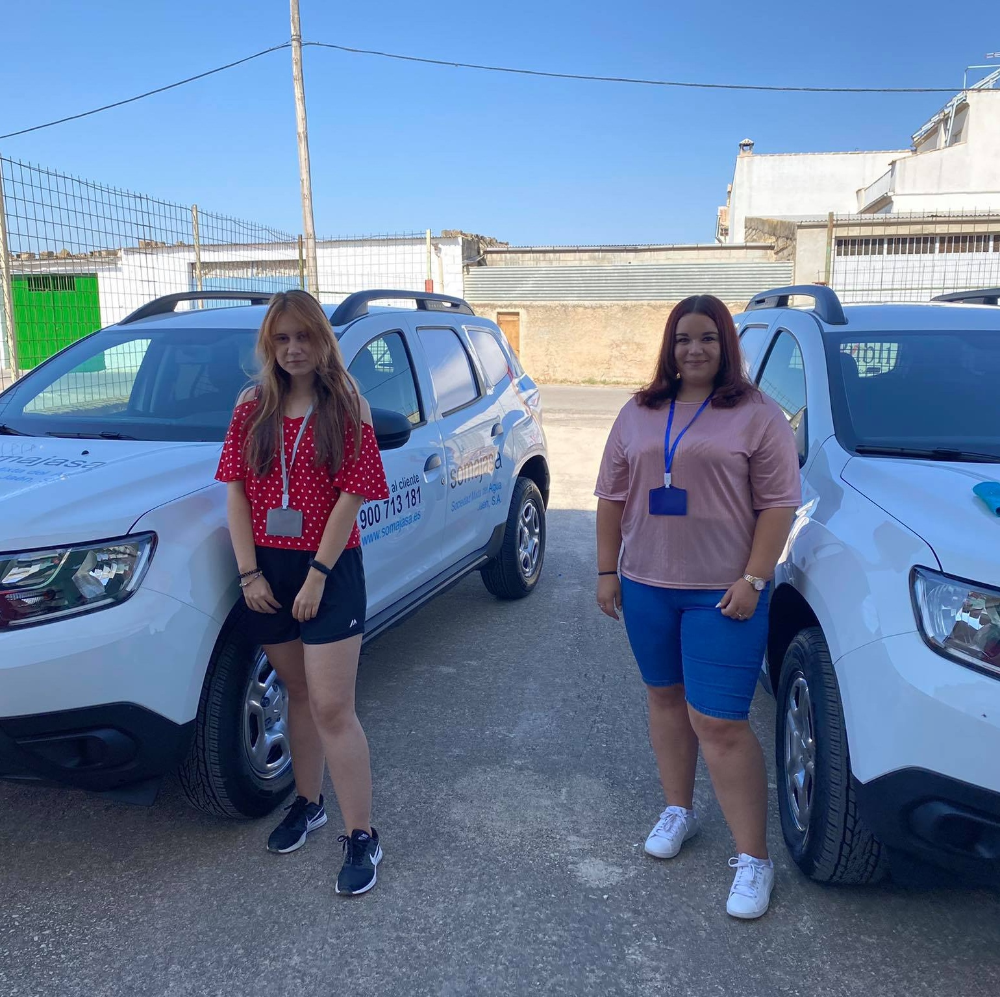 somajasa
al cliente
900 713 181
www.somajasa.es
somajasa
Sociedad Mixta del Agua
Jaén, S.A.